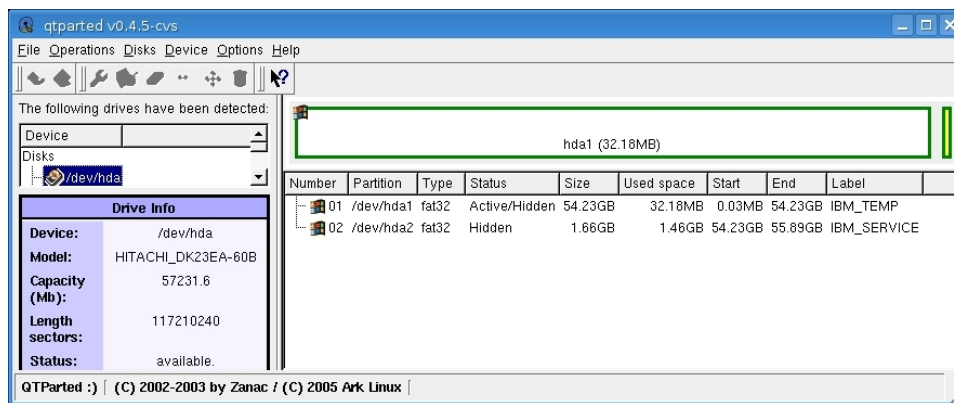 qtparted v0.4.5-cvs
File Operations Disks Device Options Help
The following drives have been detected:
Device
Disks
/dev/hda
Drive Info
Device: /dev/hda
Model: HITACHI_DK23EA-60B
Capacity (Mb): 57231.6
Length sectors: 117210240
Status: available.
hda1 (32.18MB)
Number Partition Type Status Size Used space Start End Label
01 /dev/hda1 fat32 Active/Hidden 54.23GB 32.18MB 0.03MB 54.23GB IBM_TEMP
02 /dev/hda2 fat32 Hidden 1.66GB 1.46GB 54.23GB 55.89GB IBM_SERVICE
QTParted :) (C) 2002-2003 by Zanac / (C) 2005 Ark Linux